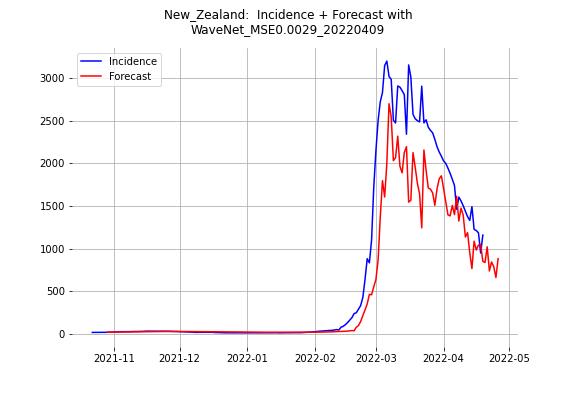 New_Zealand:  Incidence + Forecast with
WaveNet_MSE0.0029_20220409
Incidence
Forecast
3000
2500
2000
1500
1000
500
0
2021-11 2021-12 2022-01 2022-02 2022-03 2022-04 2022-05